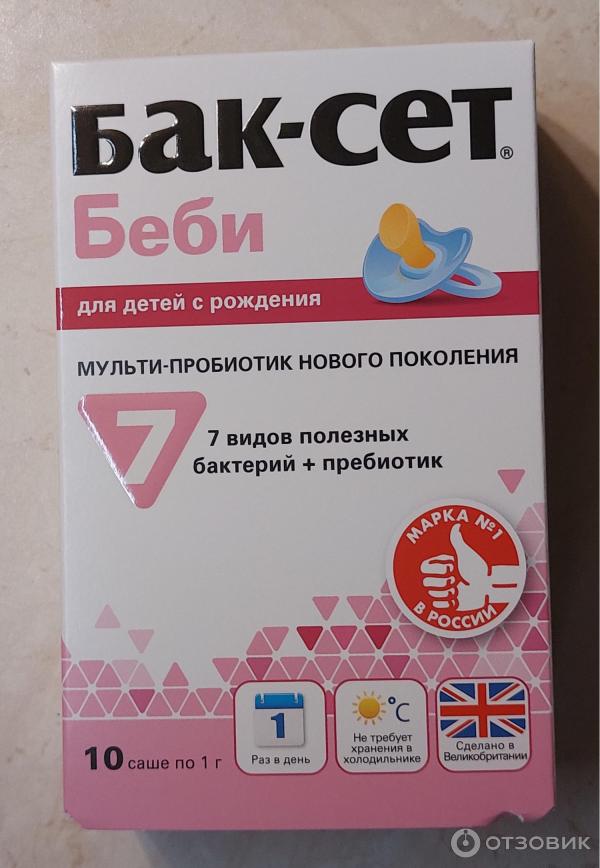 Бак-сет®
Беби
для детей с рождения
МУЛЬТИ-ПРОБИОТИК НОВОГО ПОКОЛЕНИЯ
7
7 видов полезных
бактерий + пребиотик
МАРКА №1
В РОССИИ
1
Раз в день
°C
Не требует
хранения в
холодильнике
Сделано в
Великобритании
10 саше по 1 г
ОТЗОВИК